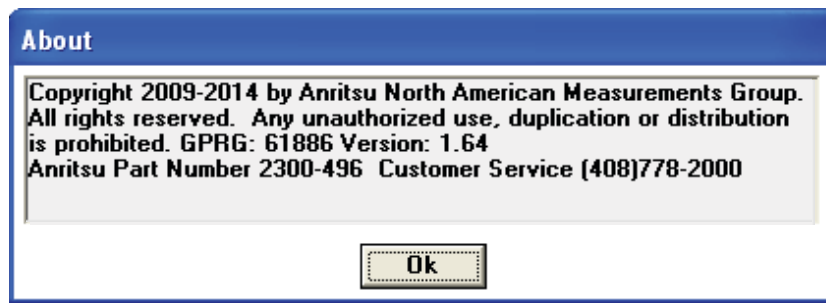 About
Copyright 2009-2014 by Anritsu North American Measurements Group.
All rights reserved.  Any unauthorized use, duplication or distribution
is prohibited. GPRG: 61886 Version: 1.64
Anritsu Part Number 2300-496  Customer Service (408)778-2000
Ok